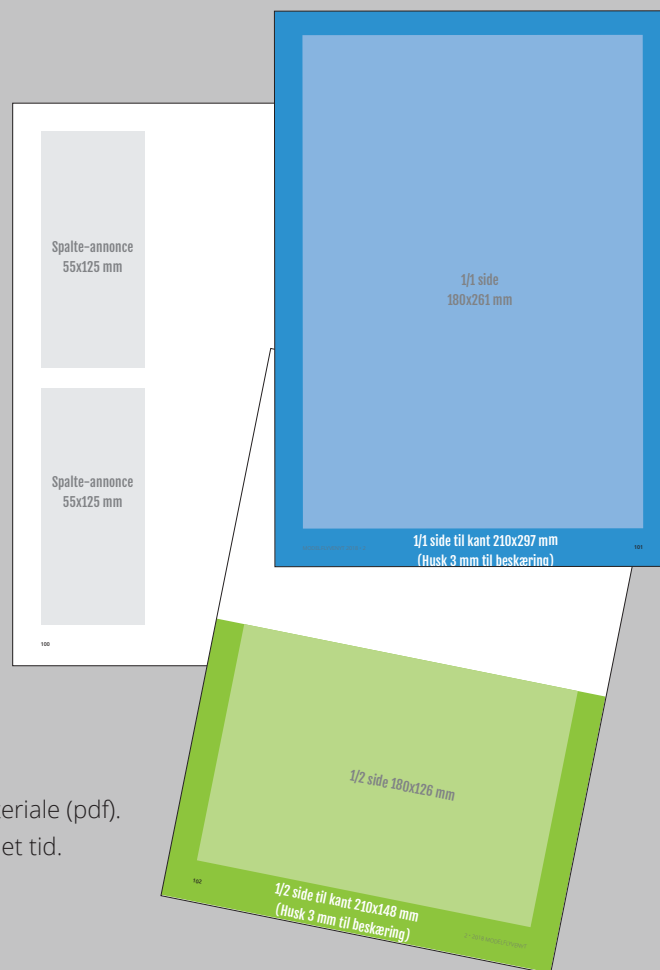 Spalte-annonce
55x125 mm
Spalte-annonce
55x125 mm
100
1/1 side
180x261 mm
1/1 side til kant 210x297 mm
(Husk 3 mm til beskæring)
101
1/2 side 180x126 mm
102
1/2 side til kant 210x148 mm
(Husk 3 mm til beskæring)
eriale (pdf).
et tid.